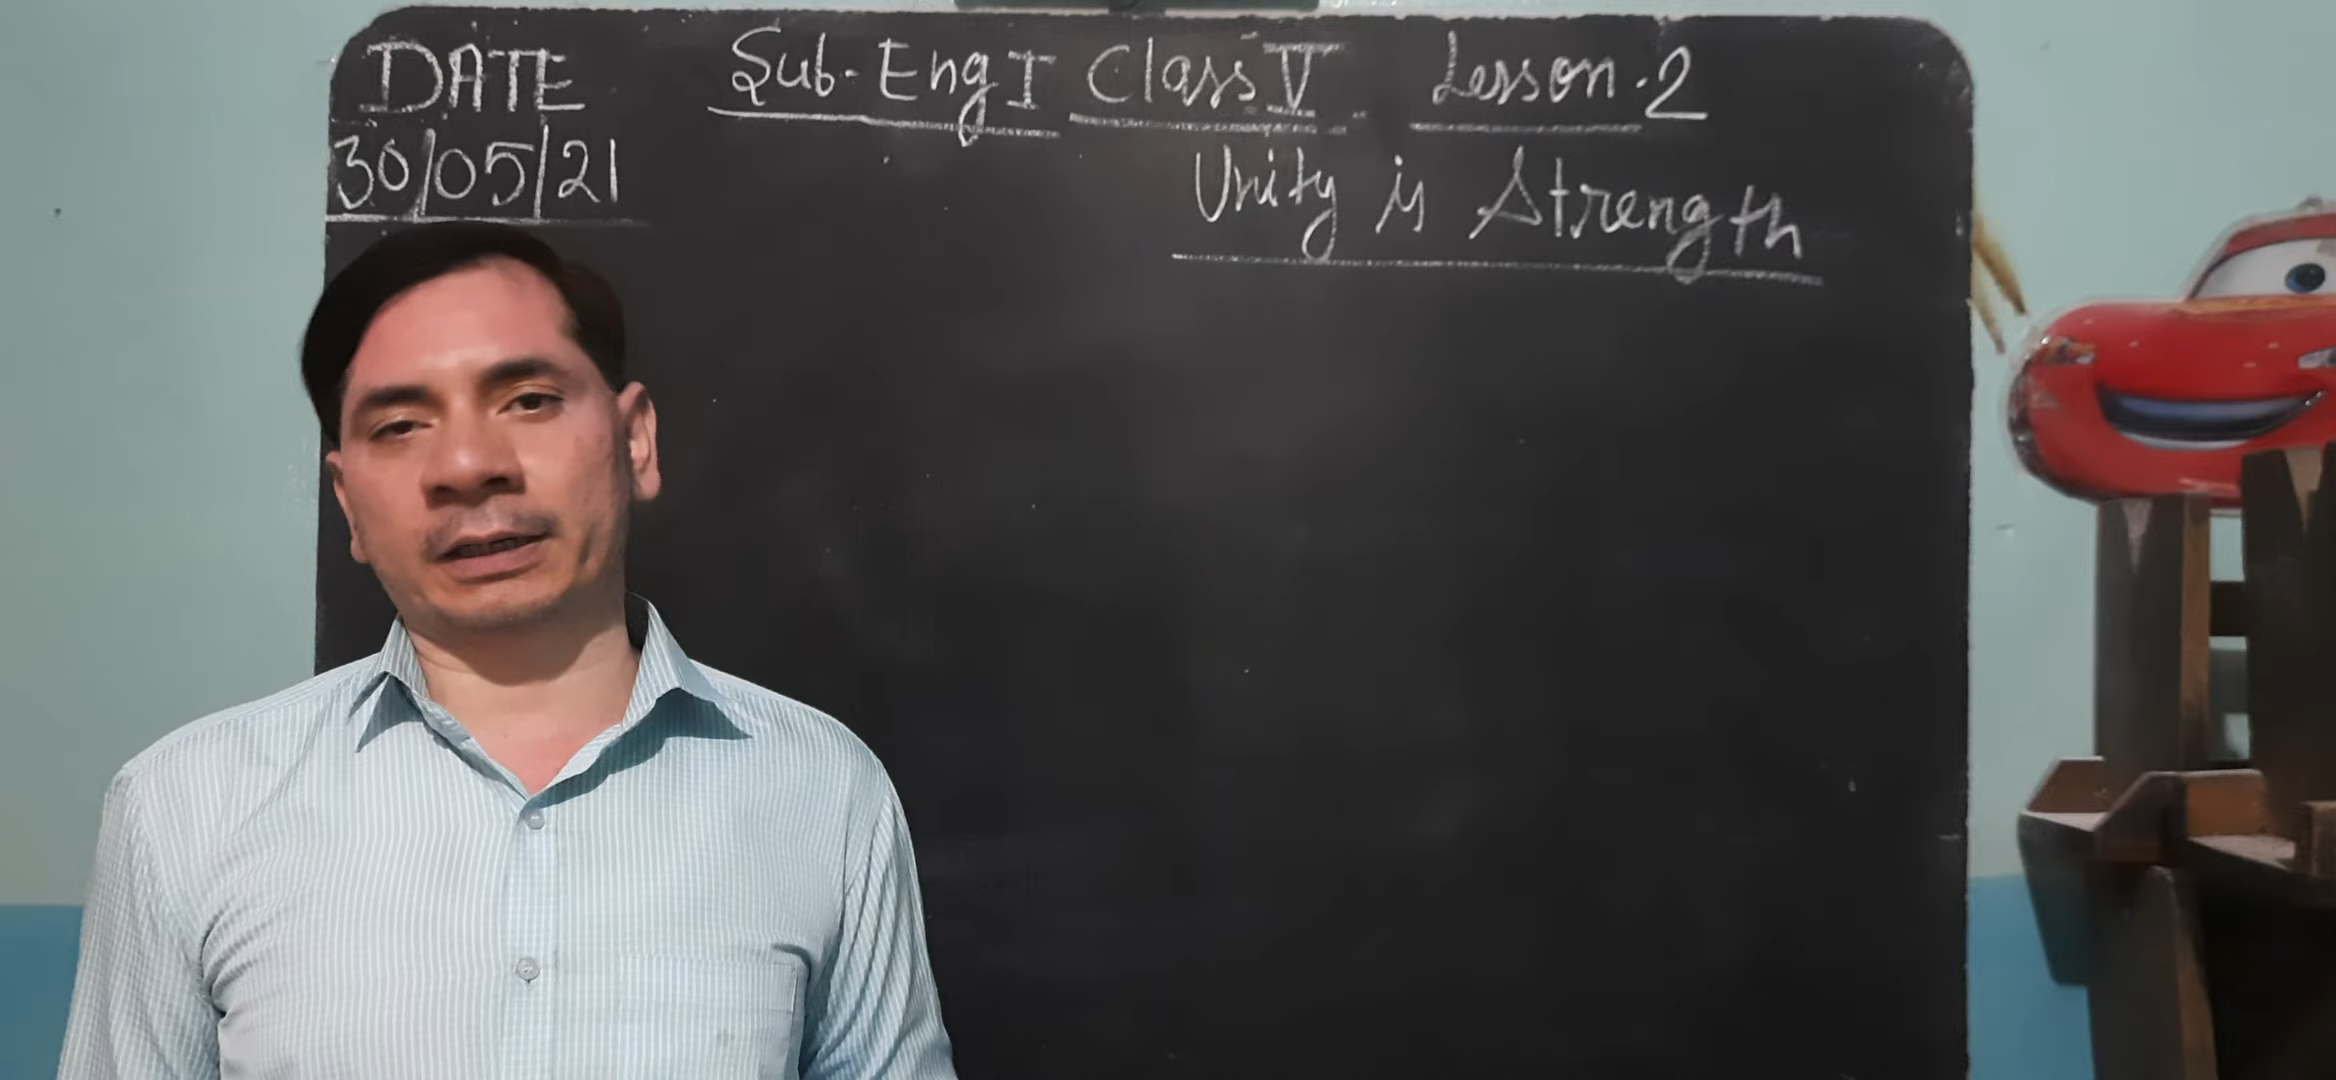 DATE
30/05/21
Sub-Eng I Class V Lesson-2
Unity is Strength